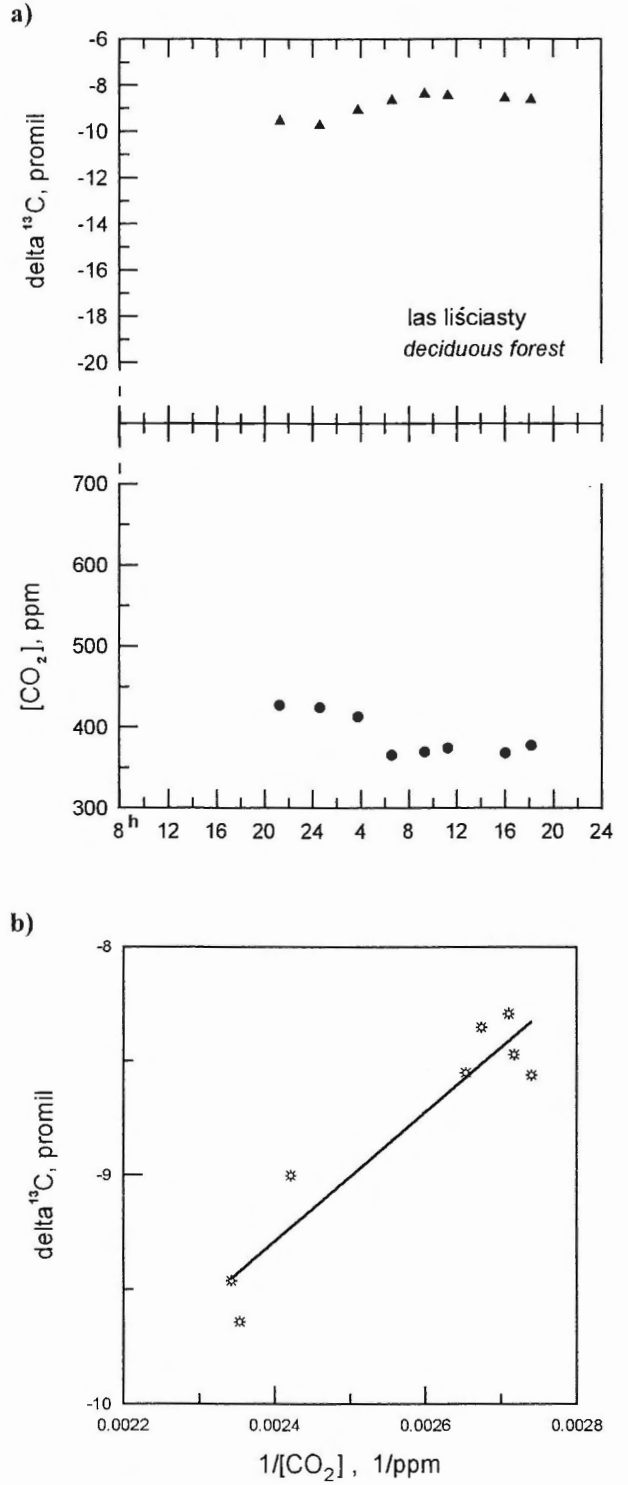 a)
-6
-8
-10
-12
-14
-16
-18
-20
delta ¹³C, promil
las liściasty
deciduous forest
700
600
500
400
300
[CO₂], ppm
8ʰ 12 16 20 24 4 8 12 16 20 24
b)
-8
-9
-10
delta ¹³C, promil
0.0022 0.0024 0.0026 0.0028
1/[CO₂] , 1/ppm